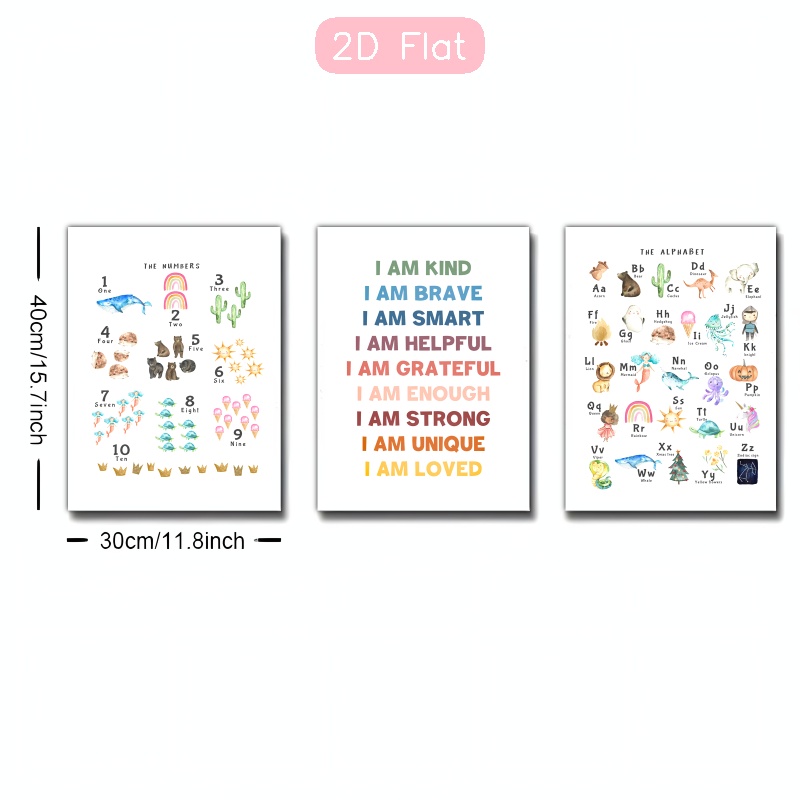 2D Flat
40cm/15.7inch
30cm/11.8inch
THE NUMBERS
1
One
2
Two
3
Three
4
Four
5
Five
6
Six
7
Seven
8
Eight
9
Nine
10
Ten
I AM KIND
I AM BRAVE
I AM SMART
I AM HELPFUL
I AM GRATEFUL
I AM ENOUGH
I AM STRONG
I AM UNIQUE
I AM LOVED
THE ALPHABET
Aa
Acorn
Bb
Bear
Cc
Cactus
Dd
Dinosaur
Ee
Elephant
Ff
Fire
Gg
Ghost
Hh
Hedgehog
Ii
Ice Cream
Jj
Jellyfish
Kk
Knight
Ll
Lion
Mm
Mermaid
Nn
Narwhal
Oo
Octopus
Pp
Pumpkin
Qq
Queen
Rr
Rainbow
Ss
Sun
Tt
Turtle
Uu
Unicorn
Vv
Viper
Ww
Whale
Xx
Xmas tree
Yy
Yellow flowers
Zz
Zodiac sign